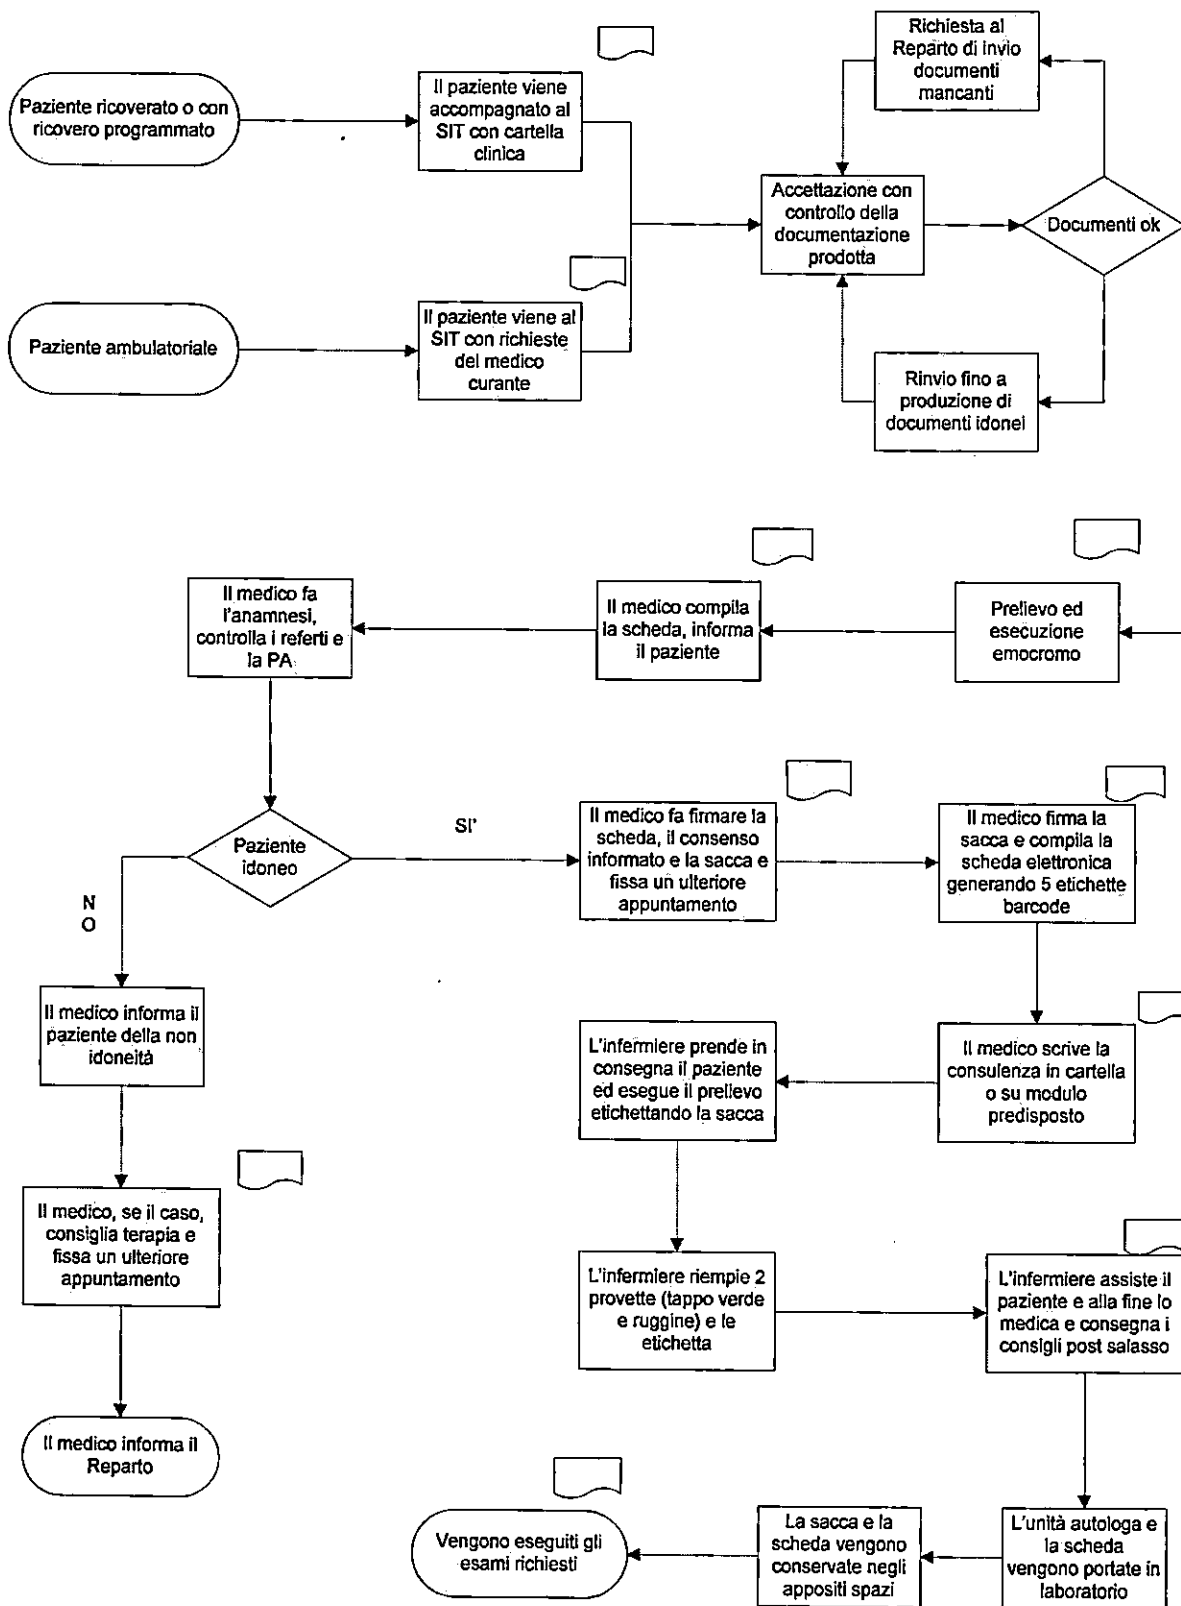 Paziente ricoverato o con
ricovero programmato
Il paziente viene
accompagnato al
SIT con cartella
clinica
Richiesta al
Reparto di invio
documenti
mancanti
Accettazione con
controllo della
documentazione
prodotta
Documenti ok
Paziente ambulatoriale
Il paziente viene al
SIT con richieste
del medico
curante
Rinvio fino a
produzione di
documenti idonei
Il medico fa
l'anamnesi,
controlla i referti e
la PA
Il medico compila
la scheda, informa
il paziente
Prelievo ed
esecuzione
emocromo
Paziente
idoneo
SI'
N
O
Il medico fa firmare la
scheda, il consenso
informato e la sacca e
fissa un ulteriore
appuntamento
Il medico firma la
sacca e compila la
scheda elettronica
generando 5 etichette
barcode
Il medico informa il
paziente della non
idoneità
L'infermiere prende in
consegna il paziente
ed esegue il prelievo
etichettando la sacca
Il medico scrive la
consulenza in cartella
o su modulo
predisposto
Il medico, se il caso,
consiglia terapia e
fissa un ulteriore
appuntamento
L'infermiere riempie 2
provette (tappo verde
e ruggine) e le
etichetta
L'infermiere assiste il
paziente e alla fine lo
medica e consegna i
consigli post salasso
Il medico informa il
Reparto
Vengono eseguiti gli
esami richiesti
La sacca e la
scheda vengono
conservate negli
appositi spazi
L'unità autologa e
la scheda
vengono portate in
laboratorio